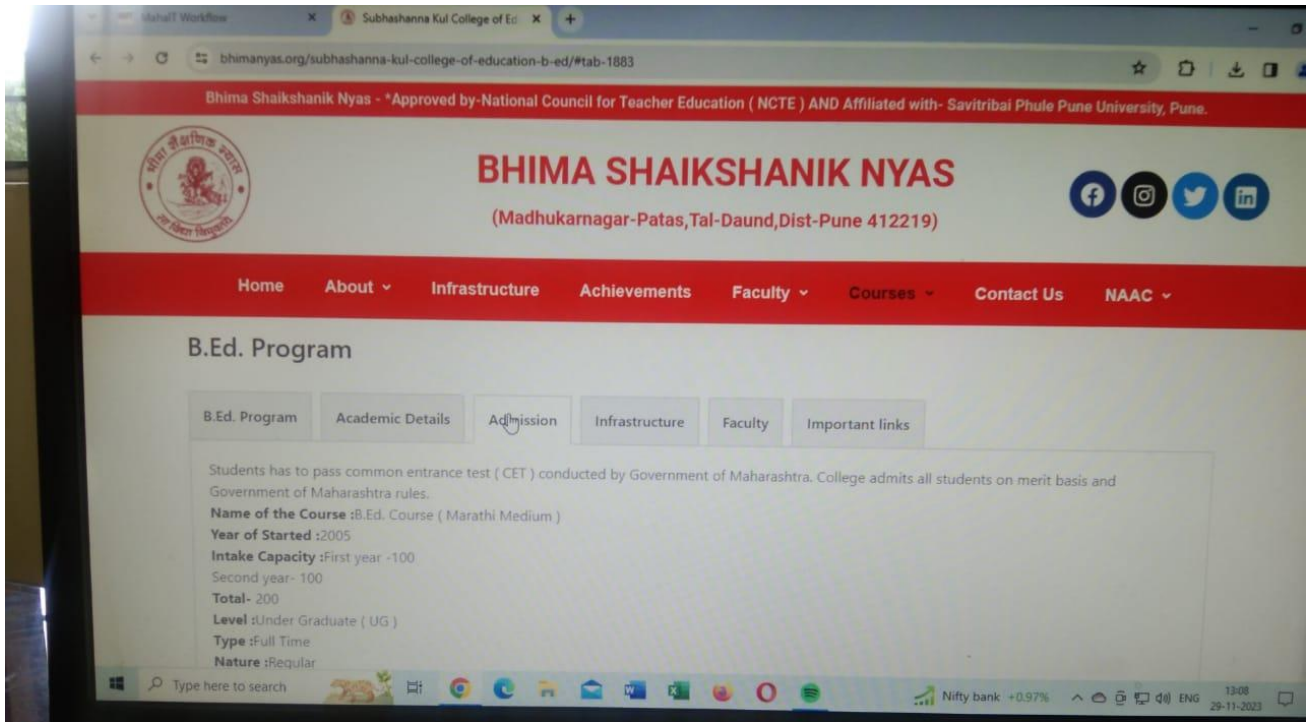 MahaIT Workflow
Subhashanna Kul College of Ed
bhimanyas.org/subhashanna-kul-college-of-education-b-ed/#tab-1883
Bhima Shaikshanik Nyas - *Approved by-National Council for Teacher Education ( NCTE ) AND Affiliated with- Savitribai Phule Pune University, Pune.
भीमा शैक्षणिक न्यास
BHIMA SHAIKSHANIK NYAS
(Madhukarnagar-Patas,Tal-Daund,Dist-Pune 412219)
Home About Infrastructure Achievements Faculty Courses Contact Us NAAC
B.Ed. Program
B.Ed. Program Academic Details Admission Infrastructure Faculty Important links
Students has to pass common entrance test ( CET ) conducted by Government of Maharashtra. College admits all students on merit basis and
Government of Maharashtra rules.
Name of the Course :B.Ed. Course ( Marathi Medium )
Year of Started :2005
Intake Capacity :First year -100
Second year- 100
Total- 200
Level :Under Graduate ( UG )
Type :Full Time
Nature :Regular
Type here to search
Nifty bank +0.97% ENG 13:08
29-11-2023